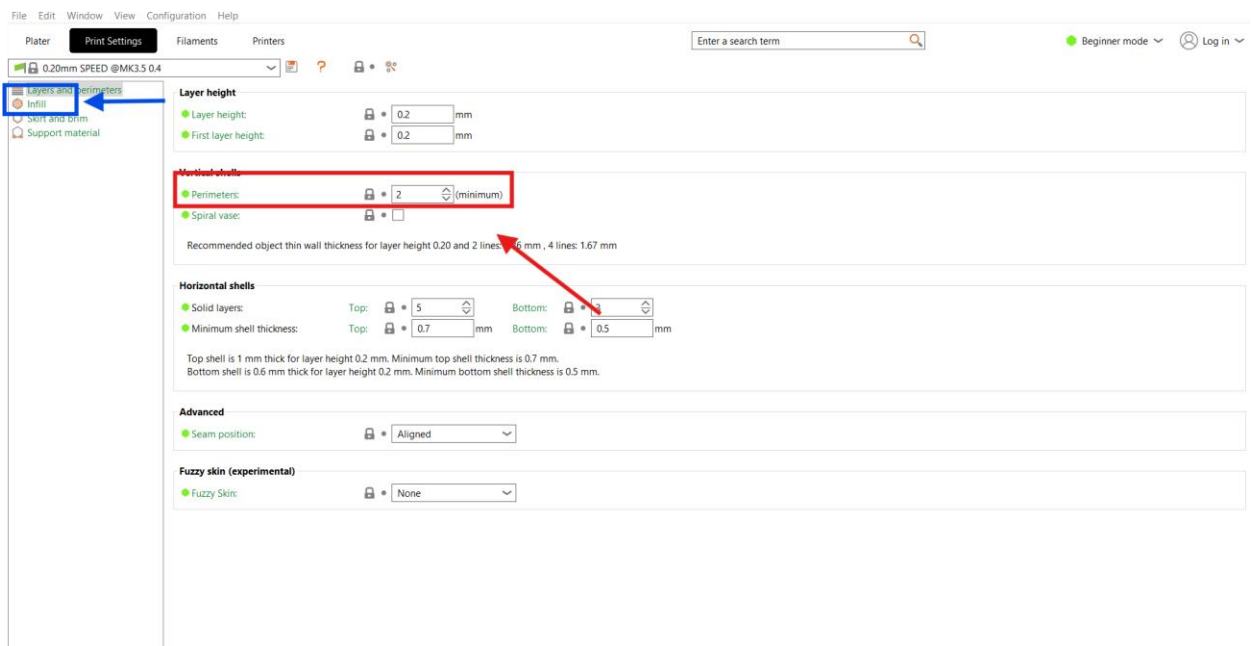 File Edit Window View Configuration Help
Plater Print Settings Filaments Printers Enter a search term Beginner mode Log in
0.20mm SPEED @MK3.5 0.4 ?
Layers and perimeters
Infill
Skirt and brim
Support material
Layer height
Layer height: 0.2 mm
First layer height: 0.2 mm
Vertical shells
Perimeters: 2 (minimum)
Spiral vase:
Recommended object thin wall thickness for layer height 0.20 and 2 lines: mm , 4 lines: 1.67 mm
Horizontal shells
Solid layers: Top: 5 Bottom:
Minimum shell thickness: Top: 0.7 mm Bottom: 0.5 mm
Top shell is 1 mm thick for layer height 0.2 mm. Minimum top shell thickness is 0.7 mm.
Bottom shell is 0.6 mm thick for layer height 0.2 mm. Minimum bottom shell thickness is 0.5 mm.
Advanced
Seam position: Aligned
Fuzzy skin (experimental)
Fuzzy Skin: None